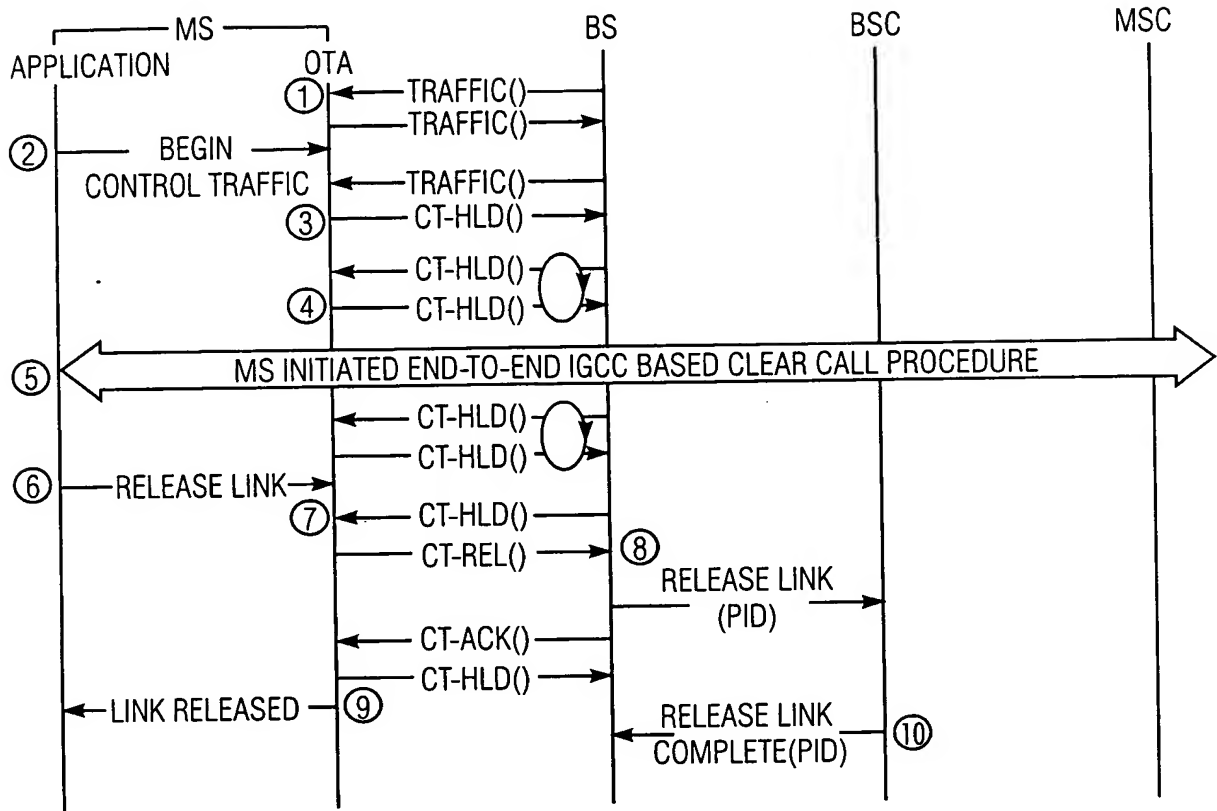 MS
BS
BSC
MSC
APPLICATION
OTA
① TRAFFIC()
TRAFFIC()
② BEGIN
CONTROL TRAFFIC
TRAFFIC()
③ CT-HLD()
CT-HLD()
④ CT-HLD()
⑤ MS INITIATED END-TO-END IGCC BASED CLEAR CALL PROCEDURE
CT-HLD()
CT-HLD()
⑥ RELEASE LINK
⑦ CT-HLD()
CT-REL() ⑧
RELEASE LINK
(PID)
CT-ACK()
CT-HLD()
LINK RELEASED ⑨
RELEASE LINK ⑩
COMPLETE(PID)